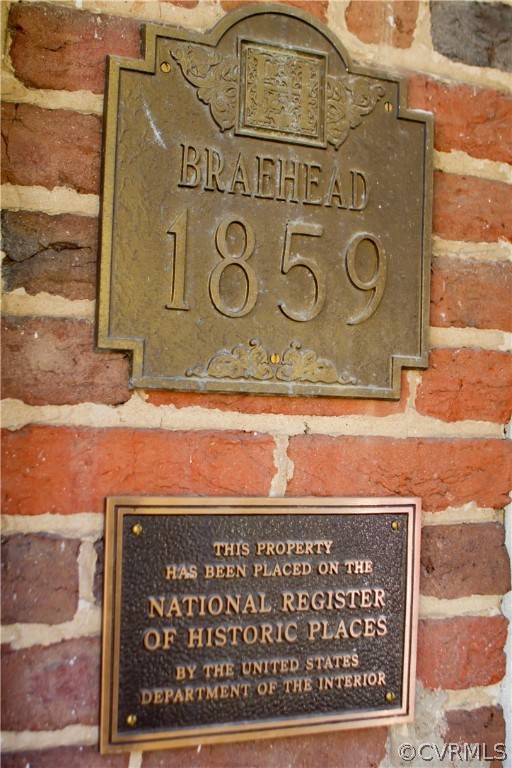 BRAEHEAD
1859
THIS PROPERTY
HAS BEEN PLACED ON THE
NATIONAL REGISTER
OF HISTORIC PLACES
BY THE UNITED STATES
DEPARTMENT OF THE INTERIOR
©CVRMLS